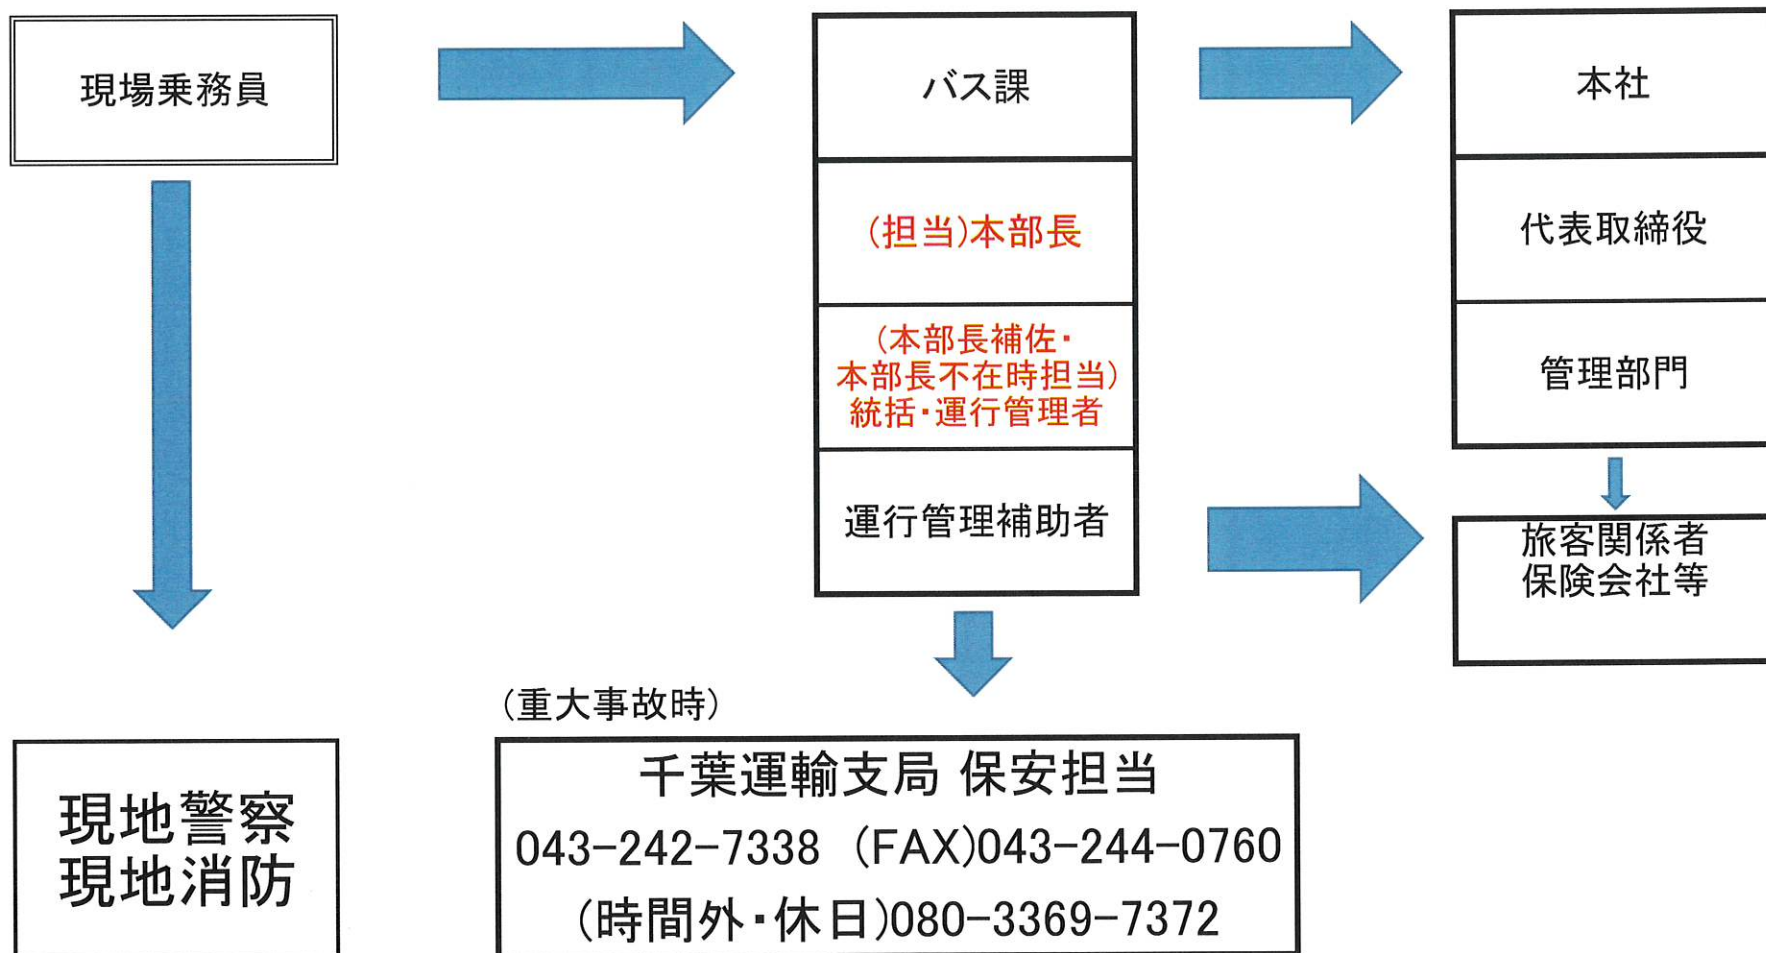 現場乗務員
バス課
(担当)本部長
(本部長補佐・
本部長不在時担当)
統括・運行管理者
運行管理補助者
本社
代表取締役
管理部門
旅客関係者
保険会社等
現地警察
現地消防
(重大事故時)
千葉運輸支局 保安担当
043-242-7338 (FAX)043-244-0760
(時間外・休日)080-3369-7372